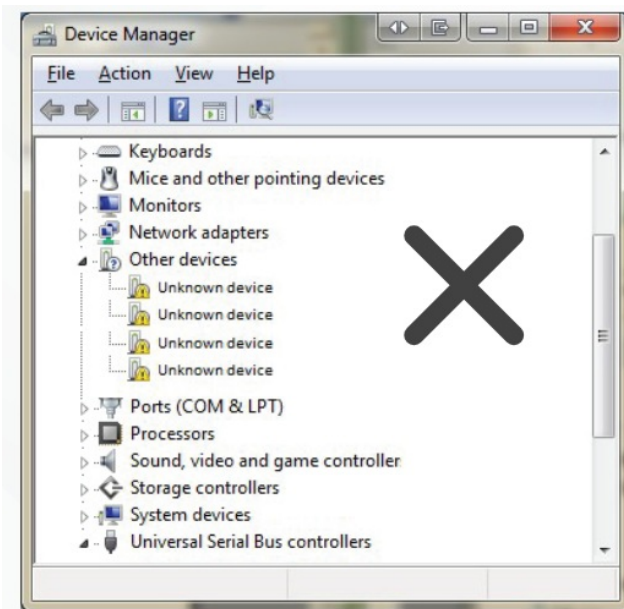 Device Manager
File Action View Help
Keyboards
Mice and other pointing devices
Monitors
Network adapters
Other devices
Unknown device
Unknown device
Unknown device
Unknown device
Ports (COM & LPT)
Processors
Sound, video and game controller
Storage controllers
System devices
Universal Serial Bus controllers